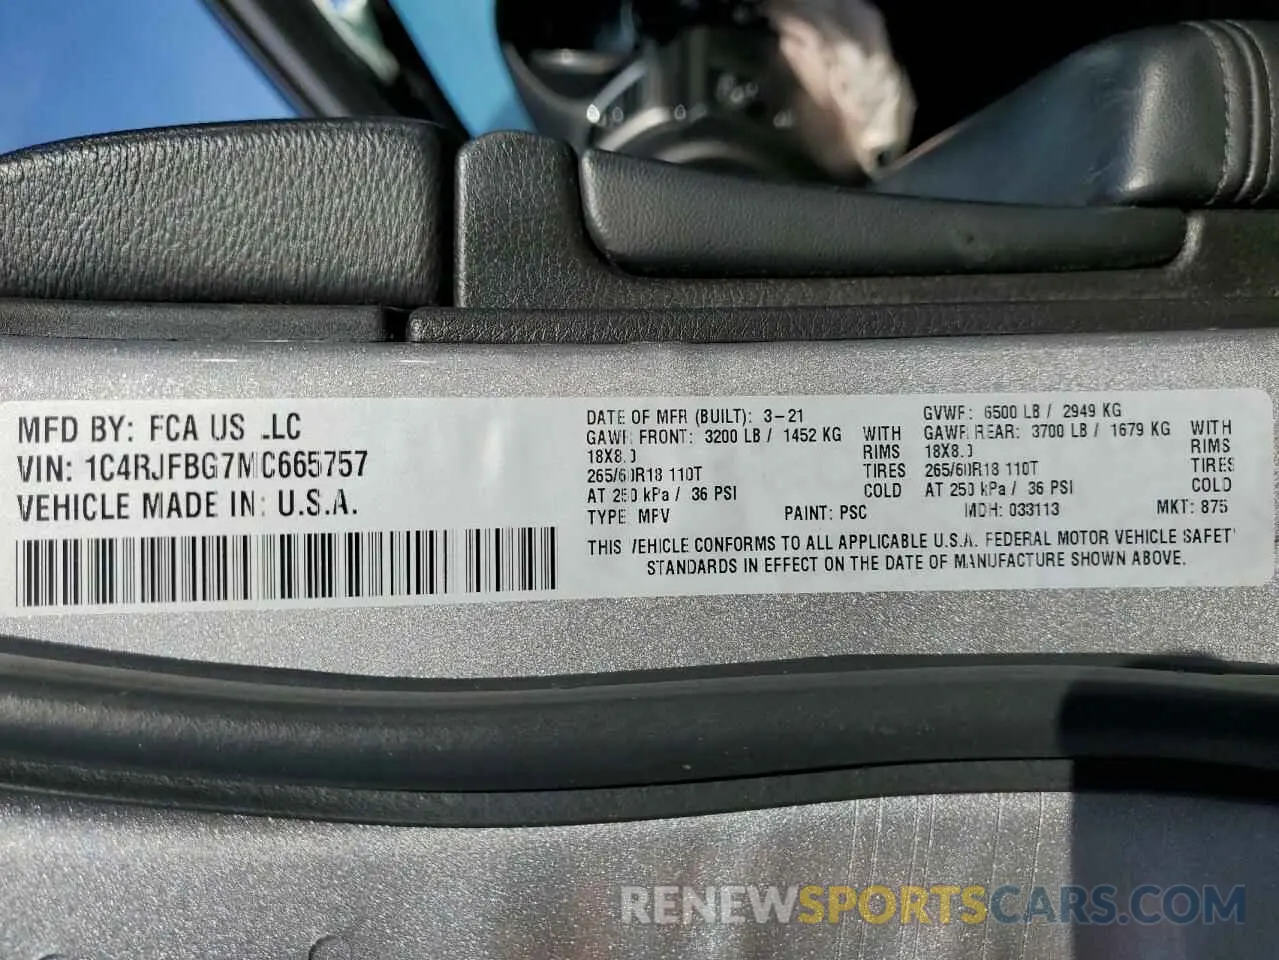 MFD BY: FCA US LLC
VIN: 1C4RJFBG7MC665757
VEHICLE MADE IN: U.S.A.
DATE OF MFR (BUILT): 3-21
GAWR FRONT: 3200 LB / 1452 KG WITH
18X8.0 RIMS
265/60R18 110T TIRES
AT 250 kPa / 36 PSI COLD
TYPE MPV PAINT: PSC
GVWR: 6500 LB / 2949 KG
GAWR REAR: 3700 LB / 1679 KG WITH
18X8.0 RIMS
265/60R18 110T TIRES
AT 250 kPa / 36 PSI COLD
MDH: 033113 MKT: 875
THIS VEHICLE CONFORMS TO ALL APPLICABLE U.S.A. FEDERAL MOTOR VEHICLE SAFETY
STANDARDS IN EFFECT ON THE DATE OF MANUFACTURE SHOWN ABOVE.
RENEWSPORTSCARS.COM